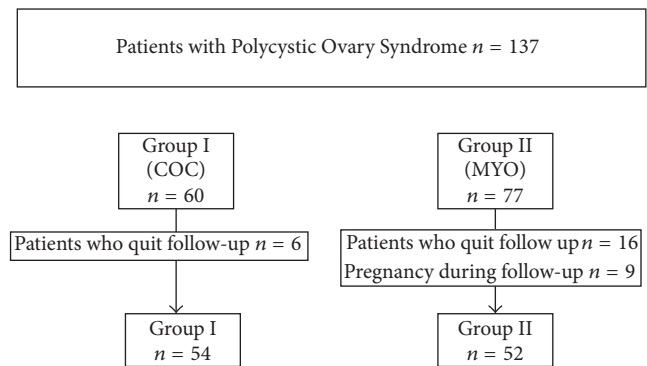 Patients with Polycystic Ovary Syndrome n = 137
Group I
(COC)
n = 60
Group II
(MYO)
n = 77
Patients who quit follow-up n = 6
Patients who quit follow up n = 16
Pregnancy during follow-up n = 9
Group I
n = 54
Group II
n = 52